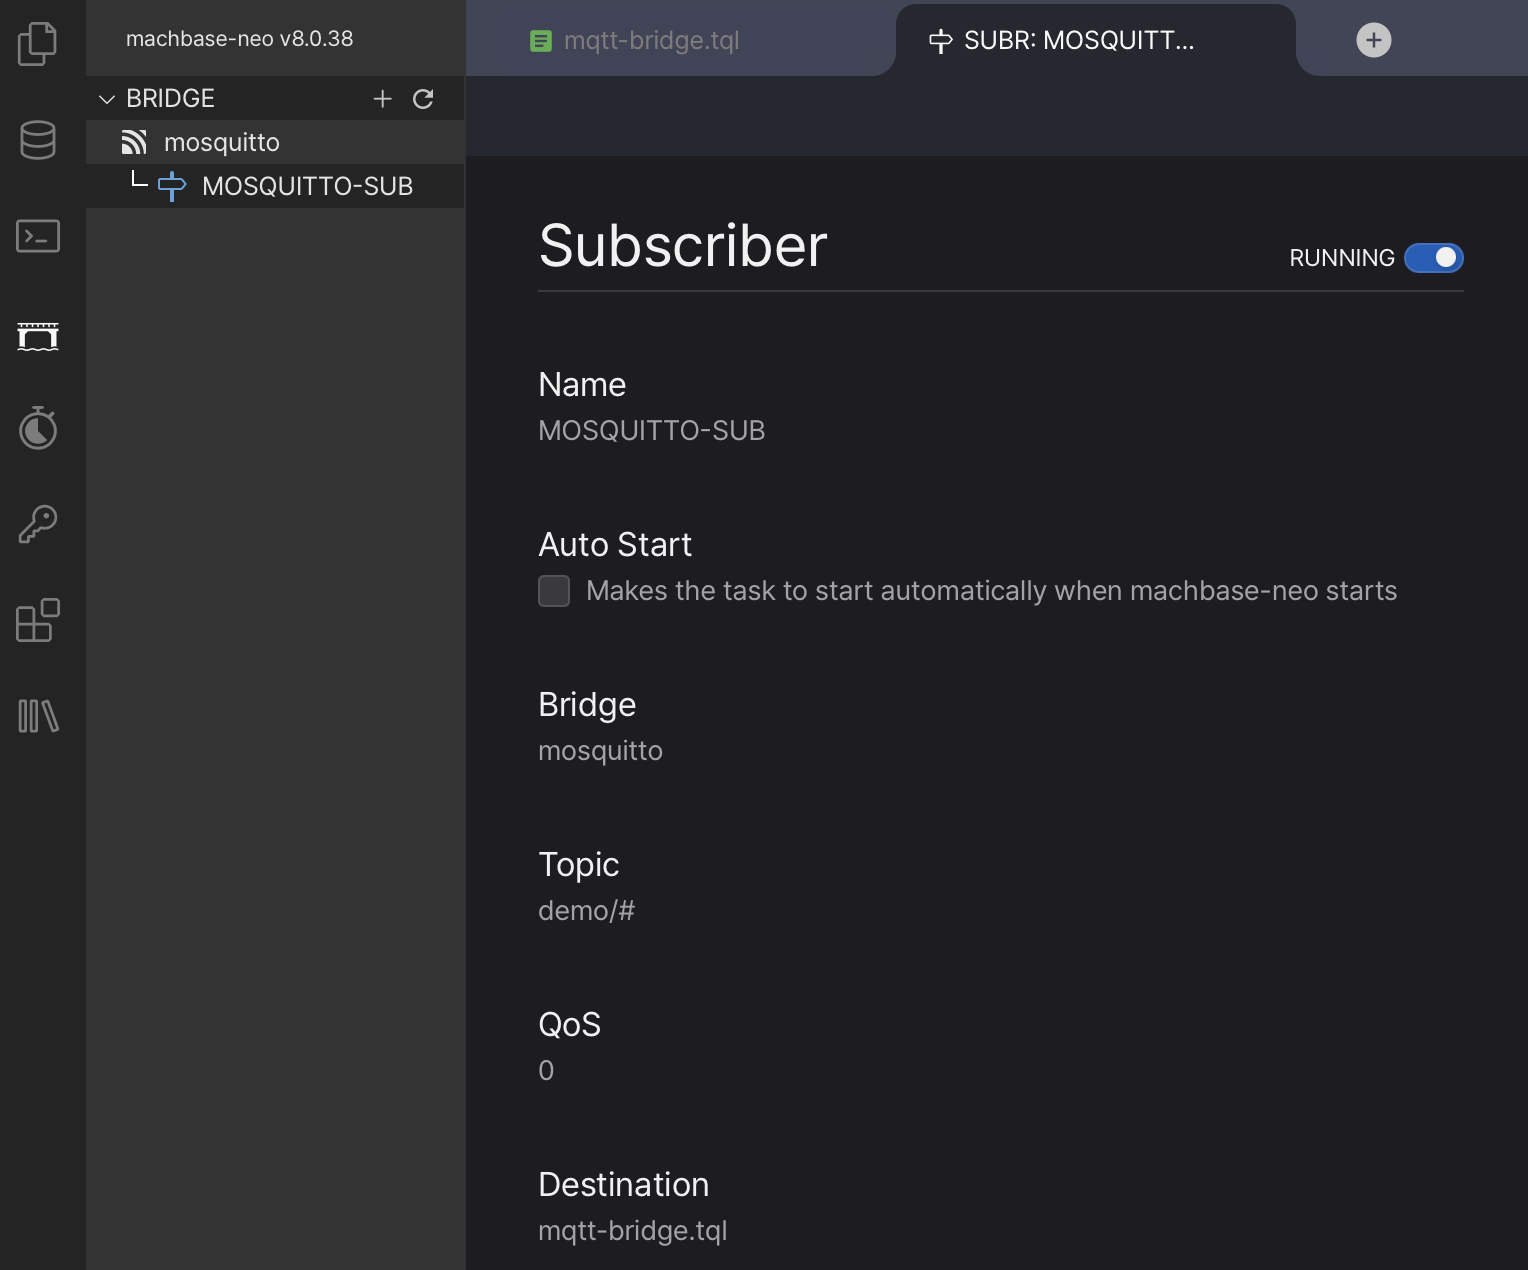 machbase-neo v8.0.38
mqtt-bridge.tql
SUBR: MOSQUITT...
BRIDGE
mosquitto
MOSQUITTO-SUB
Subscriber
RUNNING
Name
MOSQUITTO-SUB
Auto Start
Makes the task to start automatically when machbase-neo starts
Bridge
mosquitto
Topic
demo/#
QoS
0
Destination
mqtt-bridge.tql